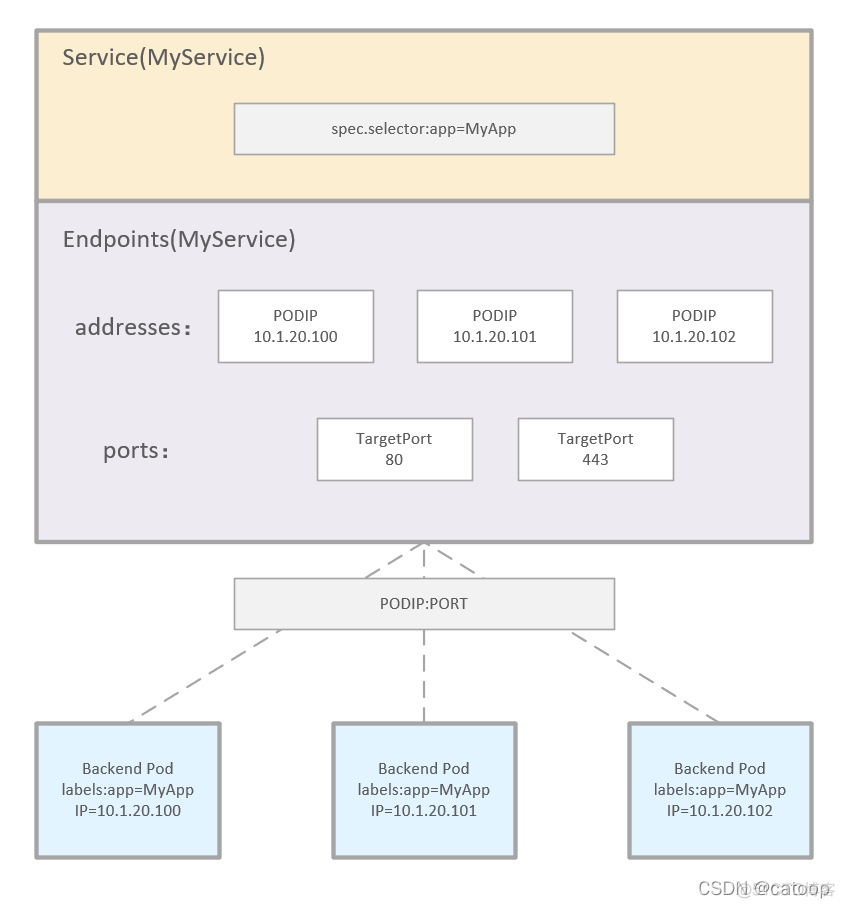 Service(MyService)
spec.selector:app=MyApp
Endpoints(MyService)
addresses：
PODIP
10.1.20.100
PODIP
10.1.20.101
PODIP
10.1.20.102
ports：
TargetPort
80
TargetPort
443
PODIP:PORT
Backend Pod
labels:app=MyApp
IP=10.1.20.100
Backend Pod
labels:app=MyApp
IP=10.1.20.101
Backend Pod
labels:app=MyApp
IP=10.1.20.102
CSDN @catoop